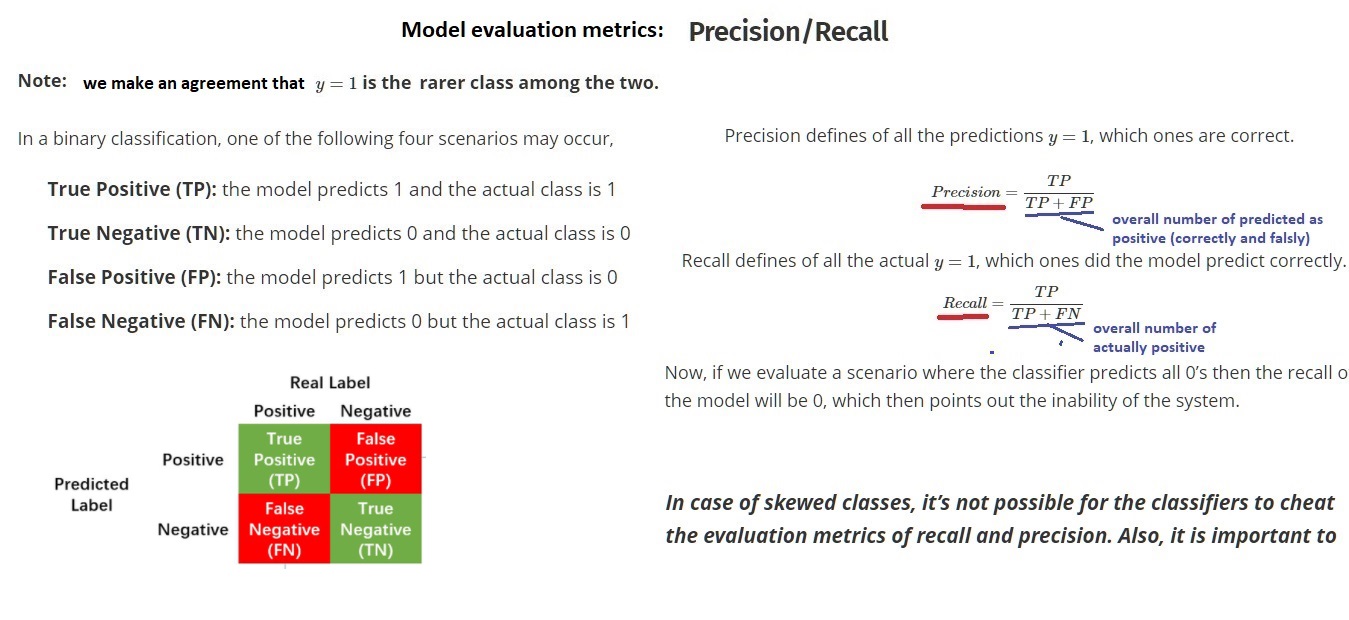 Model evaluation metrics: Precision/Recall
Note: we make an agreement that y = 1 is the rarer class among the two.
In a binary classification, one of the following four scenarios may occur,
True Positive (TP): the model predicts 1 and the actual class is 1
True Negative (TN): the model predicts 0 and the actual class is 0
False Positive (FP): the model predicts 1 but the actual class is 0
False Negative (FN): the model predicts 0 but the actual class is 1
Real Label
Positive Negative
Predicted
Label
Positive
Negative
True
Positive
(TP)
False
Positive
(FP)
False
Negative
(FN)
True
Negative
(TN)
Precision defines of all the predictions y = 1, which ones are correct.
Precision = TP / TP + FP
overall number of predicted as
positive (correctly and falsly)
Recall defines of all the actual y = 1, which ones did the model predict correctly.
Recall = TP / TP + FN
overall number of
actually positive
Now, if we evaluate a scenario where the classifier predicts all 0's then the recall o
the model will be 0, which then points out the inability of the system.
In case of skewed classes, it's not possible for the classifiers to cheat
the evaluation metrics of recall and precision. Also, it is important to